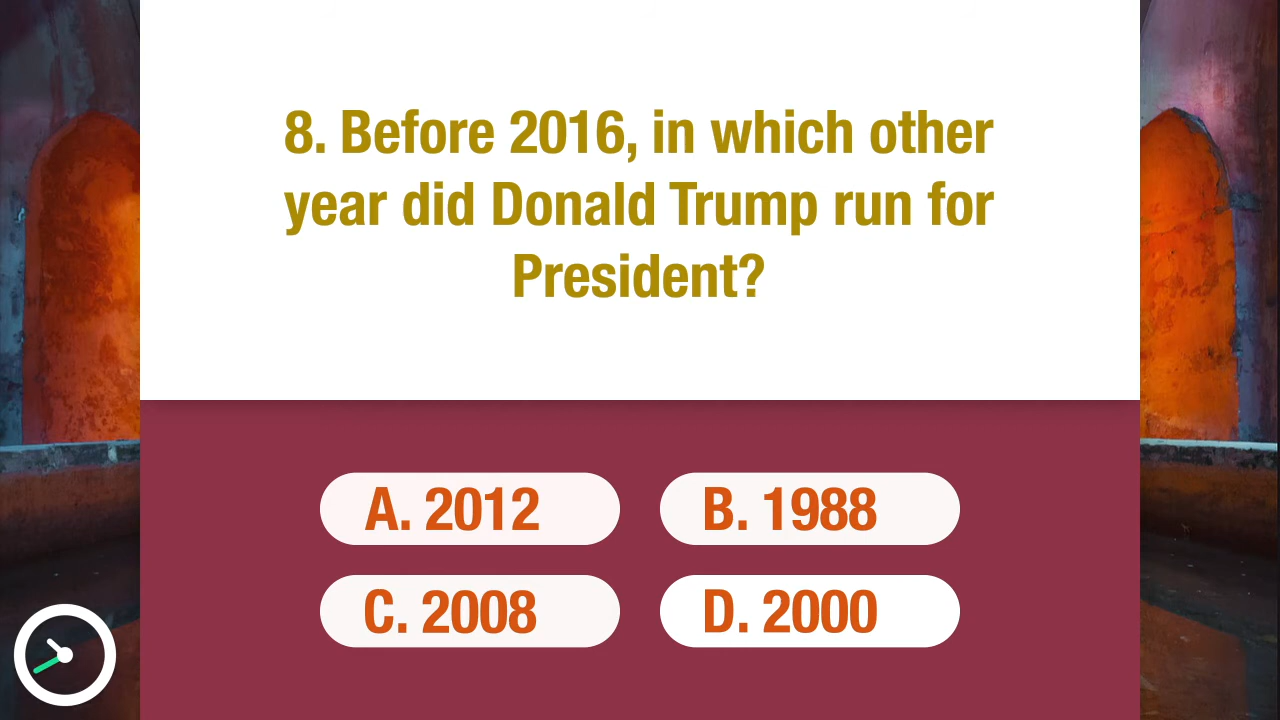 8. Before 2016, in which other
year did Donald Trump run for
President?
A. 2012
B. 1988
C. 2008
D. 2000